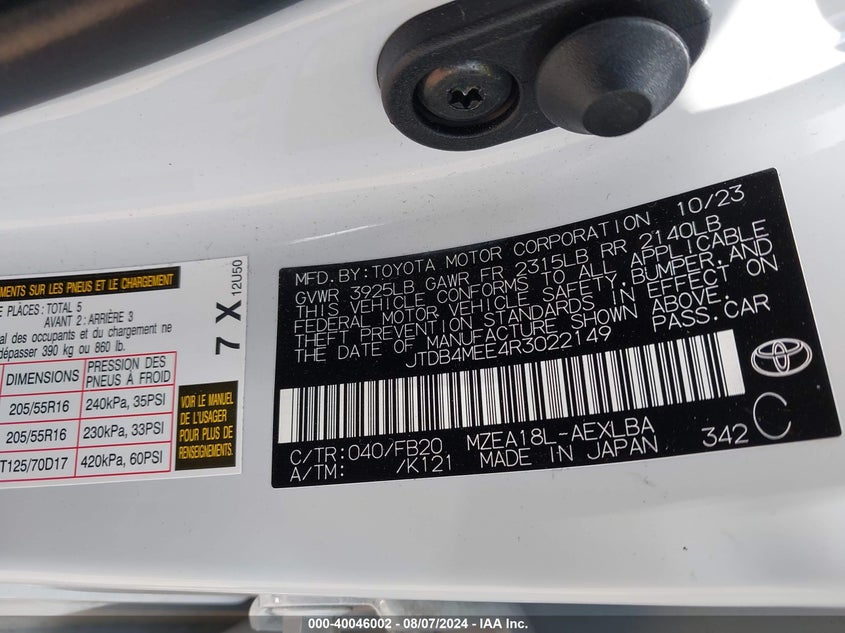 MENTS SUR LES PNEUS ET LE CHARGEMENT
E PLACES: TOTAL 5
AVANT 2: ARRIÈRE 3
al des occupants et du chargement ne
dépasser 390 kg ou 860 lb.
DIMENSIONS PRESSION DES PNEUS À FROID
205/55R16 240kPa, 35PSI
205/55R16 230kPa, 33PSI
T125/70D17 420kPa, 60PSI
7 X
12U50
VOIR LE MANUEL
DE L'USAGER
POUR PLUS DE
RENSEIGNEMENTS.
MFD. BY: TOYOTA MOTOR CORPORATION 10/23
GVWR 3925LB GAWR FR 2315LB RR 2140LB
THIS VEHICLE CONFORMS TO ALL APPLICABLE
FEDERAL MOTOR VEHICLE SAFETY, BUMPER, AND
THEFT PREVENTION STANDARDS IN EFFECT ON
THE DATE OF MANUFACTURE SHOWN ABOVE.
JTDB4MEE4R3022149 PASS. CAR
C/TR: 040/FB20 MZEA18L-AEXLBA
A/TM: /K121 MADE IN JAPAN 342 C
000-40046002 - 08/07/2024 - IAA Inc.